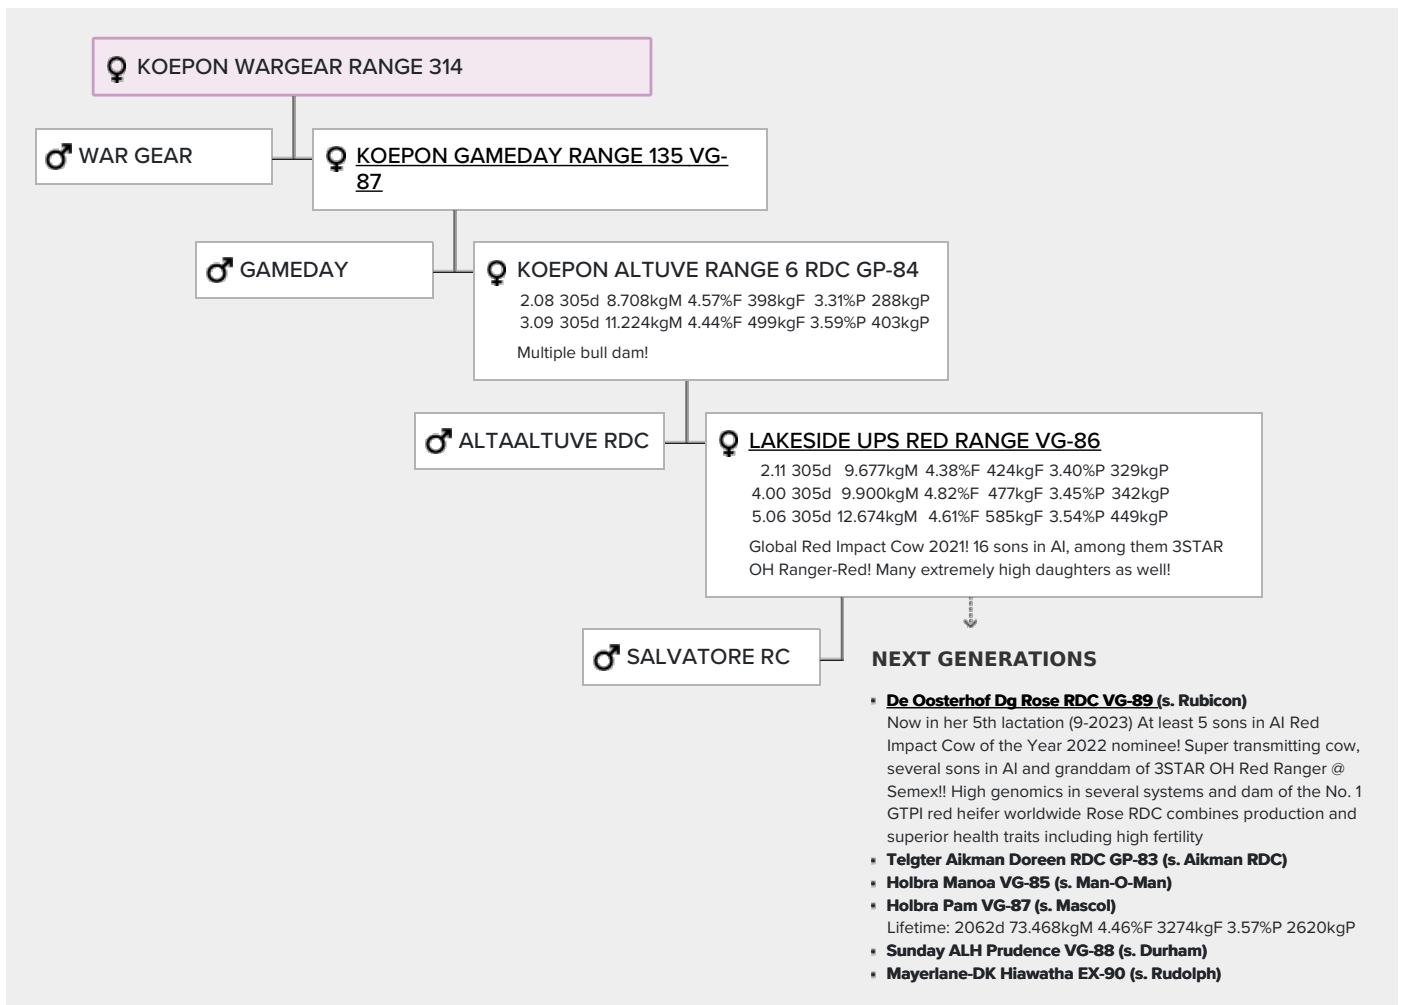 KOEPON WARGEAR RANGE 314
WAR GEAR
KOEPON GAMEDAY RANGE 135 VG-
87
GAMEDAY
KOEPON ALTUVE RANGE 6 RDC GP-84
2.08 305d 8.708kgM 4.57%F 398kgF 3.31%P 288kgP
3.09 305d 11.224kgM 4.44%F 499kgF 3.59%P 403kgP
Multiple bull dam!
ALTAALTUVE RDC
LAKESIDE UPS RED RANGE VG-86
2.11 305d 9.677kgM 4.38%F 424kgF 3.40%P 329kgP
4.00 305d 9.900kgM 4.82%F 477kgF 3.45%P 342kgP
5.06 305d 12.674kgM 4.61%F 585kgF 3.54%P 449kgP
Global Red Impact Cow 2021! 16 sons in AI, among them 3STAR
OH Ranger-Red! Many extremely high daughters as well!
SALVATORE RC
NEXT GENERATIONS
De Oosterhof Dg Rose RDC VG-89 (s. Rubicon)
Now in her 5th lactation (9-2023) At least 5 sons in AI Red
Impact Cow of the Year 2022 nominee! Super transmitting cow,
several sons in AI and granddam of 3STAR OH Red Ranger @
Semex!! High genomics in several systems and dam of the No. 1
GTPI red heifer worldwide Rose RDC combines production and
superior health traits including high fertility
Telgter Aikman Doreen RDC GP-83 (s. Aikman RDC)
Holbra Manoa VG-85 (s. Man-O-Man)
Holbra Pam VG-87 (s. Mascol)
Lifetime: 2062d 73.468kgM 4.46%F 3274kgF 3.57%P 2620kgP
Sunday ALH Prudence VG-88 (s. Durham)
Mayerlane-DK Hiawatha EX-90 (s. Rudolph)